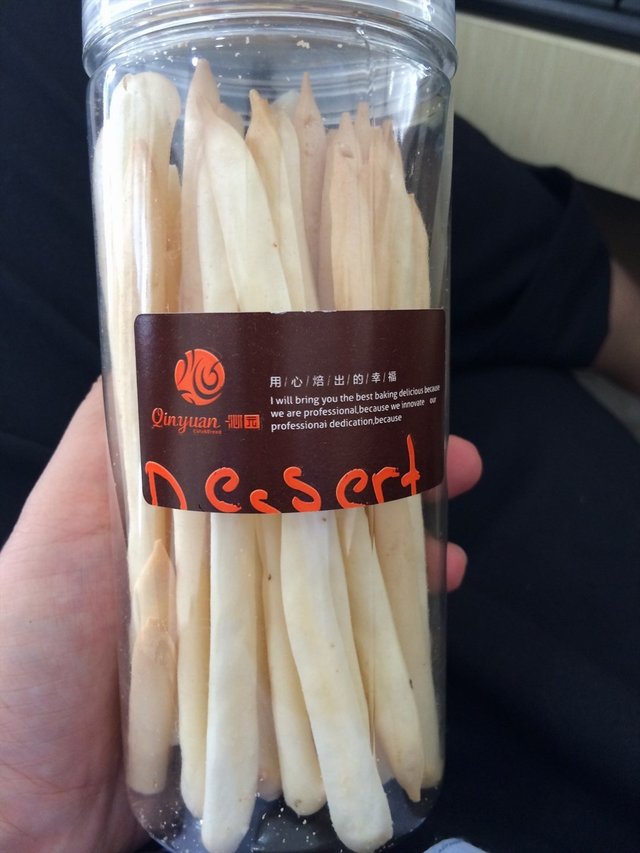 Qinyuan 沁园
用/心/焙/出/的/幸/福
I will bring you the best baking delicious because
we are professional,because we innovate our
professionai dedication,because
Dessert